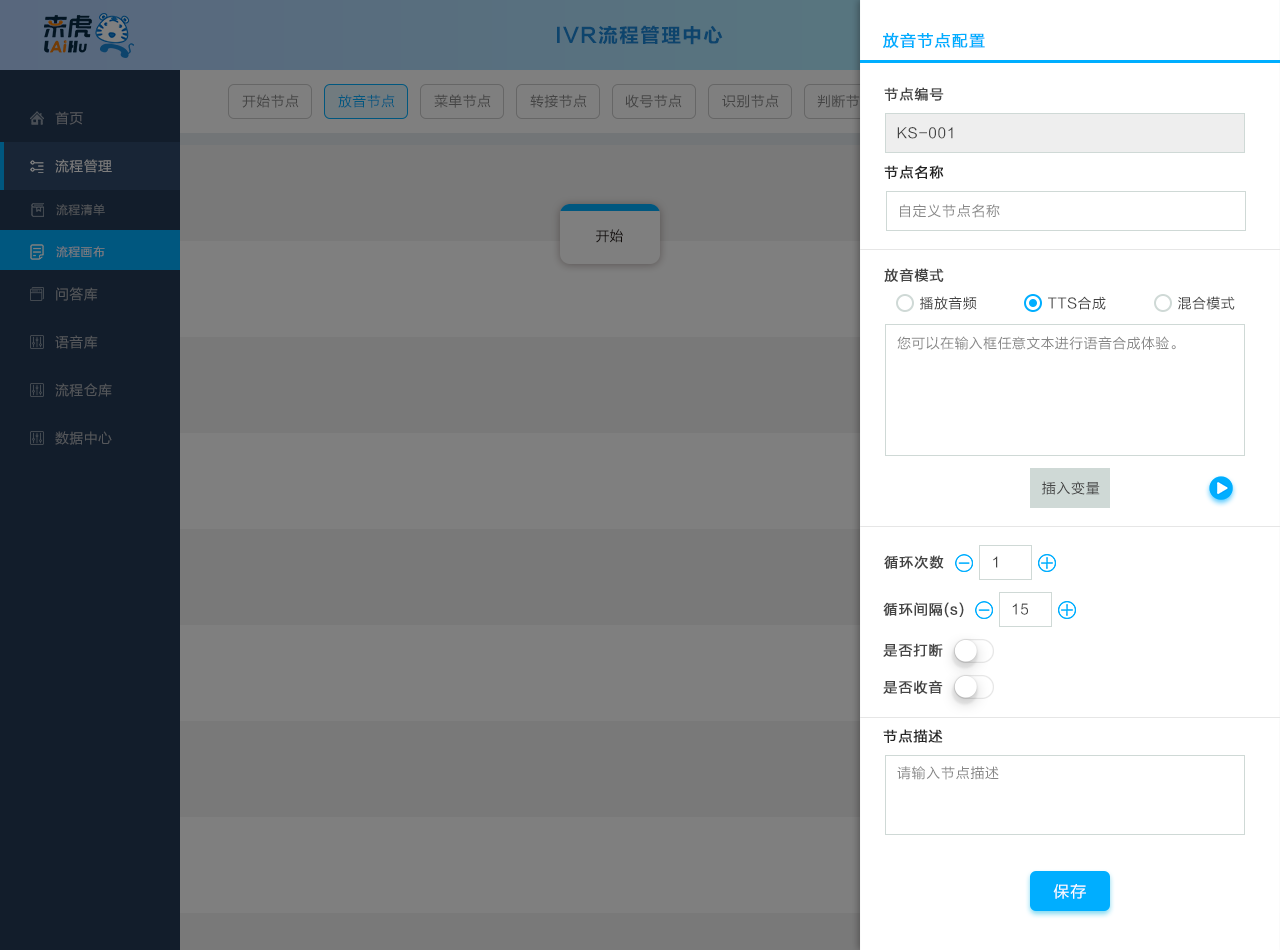 来虎
LAiHu
IVR流程管理中心
首页
流程管理
流程清单
流程画布
问答库
语音库
流程仓库
数据中心
开始节点
放音节点
菜单节点
转接节点
收号节点
识别节点
判断节
开始
放音节点配置
节点编号
KS-001
节点名称
自定义节点名称
放音模式
播放音频
TTS合成
混合模式
您可以在输入框任意文本进行语音合成体验。
插入变量
循环次数
1
循环间隔(s)
15
是否打断
是否收音
节点描述
请输入节点描述
保存